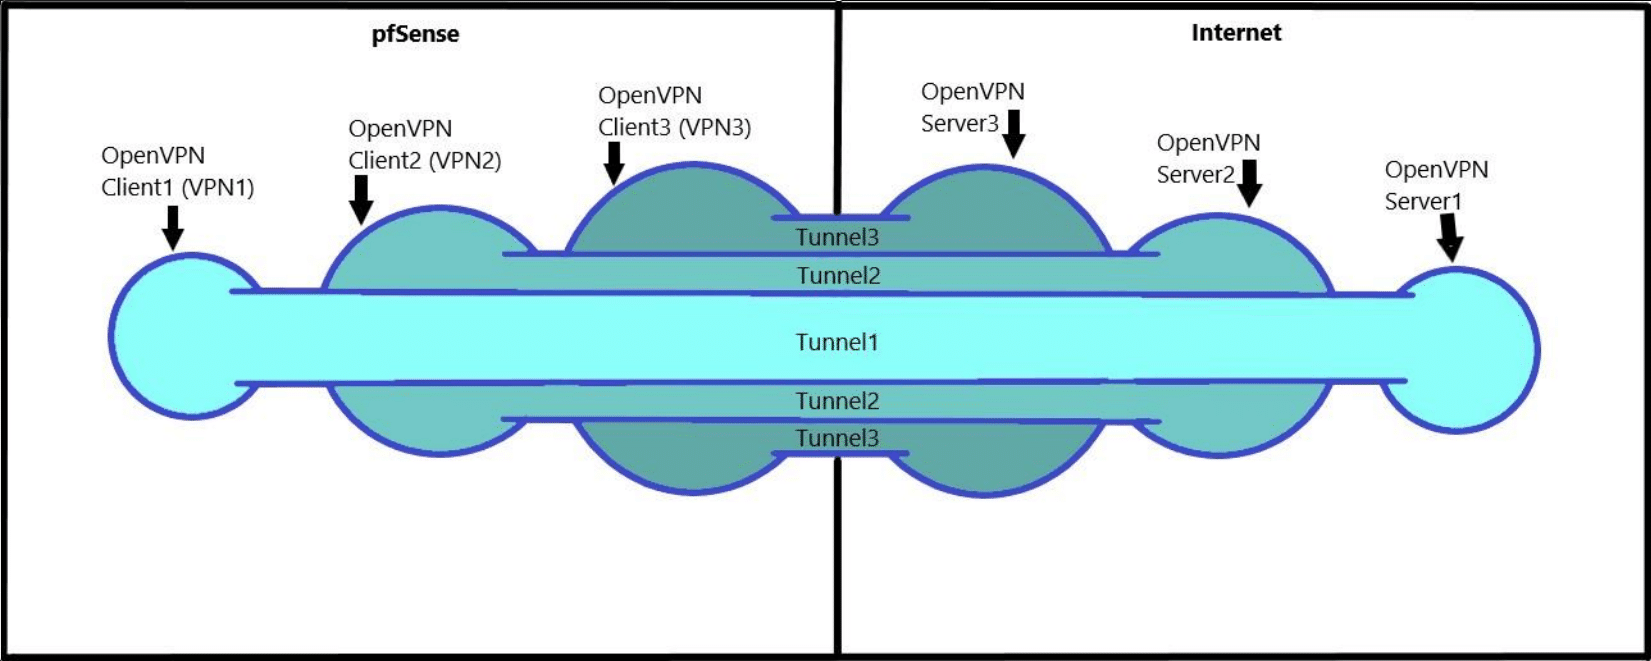 pfSense
Internet
OpenVPN
Client1 (VPN1)
OpenVPN
Client2 (VPN2)
OpenVPN
Client3 (VPN3)
OpenVPN
Server3
OpenVPN
Server2
OpenVPN
Server1
Tunnel3
Tunnel2
Tunnel1
Tunnel2
Tunnel3